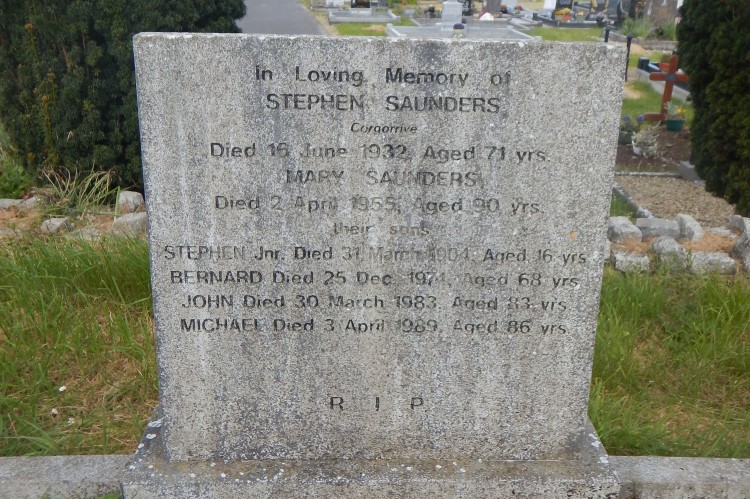 In Loving Memory of
STEPHEN SAUNDERS
Corgorrive
Died 16 June 1932, Aged 71 yrs.
MARY SAUNDERS
Died 2 April 1955, Aged 90 yrs.
their sons
STEPHEN Jnr. Died 31 March 1904, Aged 16 yrs
BERNARD Died 25 Dec. 1974, Aged 68 yrs
JOHN Died 30 March 1983, Aged 83 yrs
MICHAEL Died 3 April 1989, Aged 86 yrs.
R I P